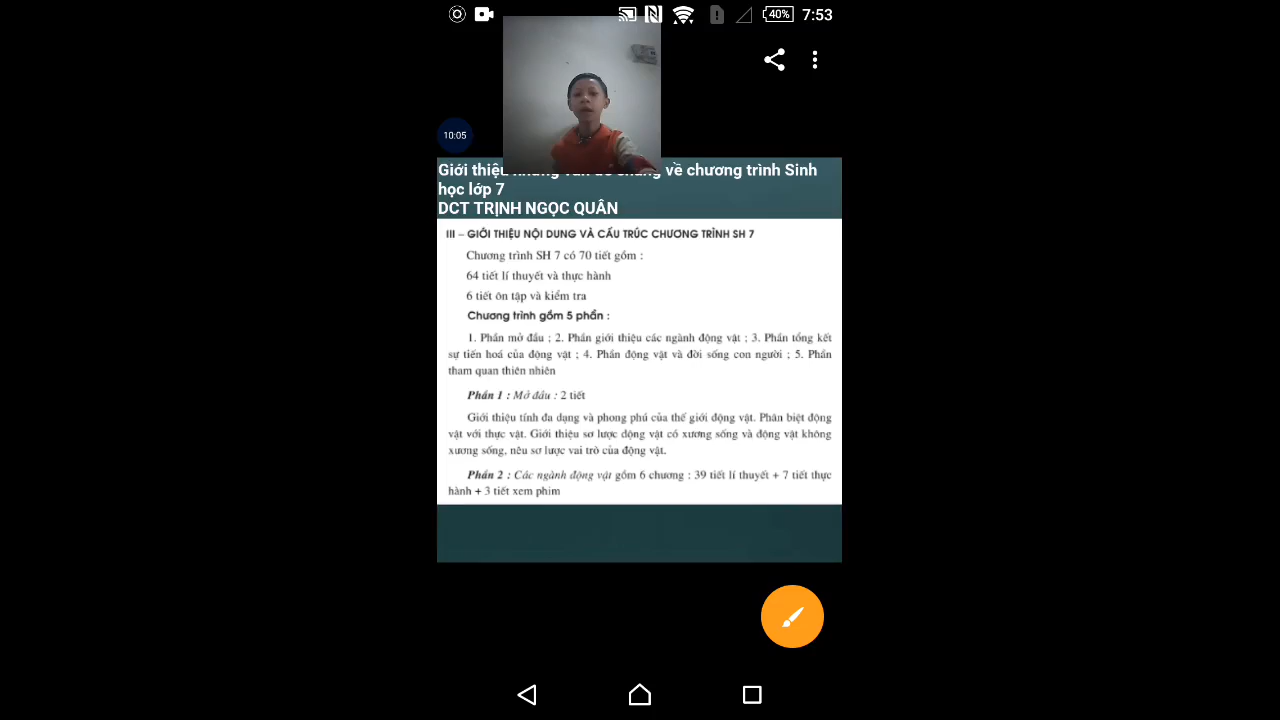 40% 7:53
10:05
Giới thiệu về chương trình Sinh
học lớp 7
DCT TRỊNH NGỌC QUÂN
III – GIỚI THIỆU NỘI DUNG VÀ CẤU TRÚC CHƯƠNG TRÌNH SH 7
Chương trình SH 7 có 70 tiết gồm :
64 tiết lí thuyết và thực hành
6 tiết ôn tập và kiểm tra
Chương trình gồm 5 phần :
1. Phần mở đầu ; 2. Phần giới thiệu các ngành động vật ; 3. Phần tổng kết
sự tiến hoá của động vật ; 4. Phần động vật và đời sống con người ; 5. Phần
tham quan thiên nhiên
Phần 1 : Mở đầu : 2 tiết
Giới thiệu tính đa dạng và phong phú của thế giới động vật. Phân biệt động
vật với thực vật. Giới thiệu sơ lược động vật có xương sống và động vật không
xương sống, nêu sơ lược vai trò của động vật.
Phần 2 : Các ngành động vật gồm 6 chương : 39 tiết lí thuyết + 7 tiết thực
hành + 3 tiết xem phim